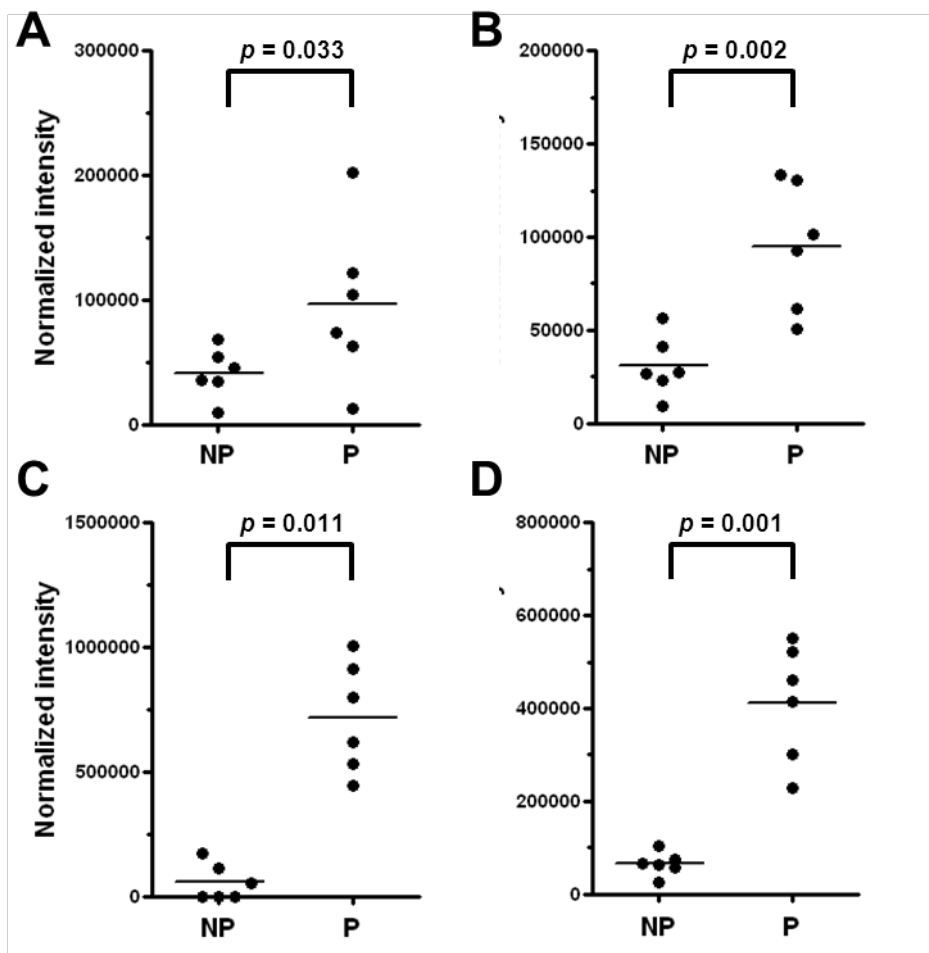 A
B
p = 0.033
p = 0.002
300000
200000
100000
0
Normalized intensity
NP
P
200000
150000
100000
50000
0
NP
P
C
D
p = 0.011
p = 0.001
1500000
1000000
500000
0
Normalized intensity
NP
P
800000
600000
400000
200000
0
NP
P